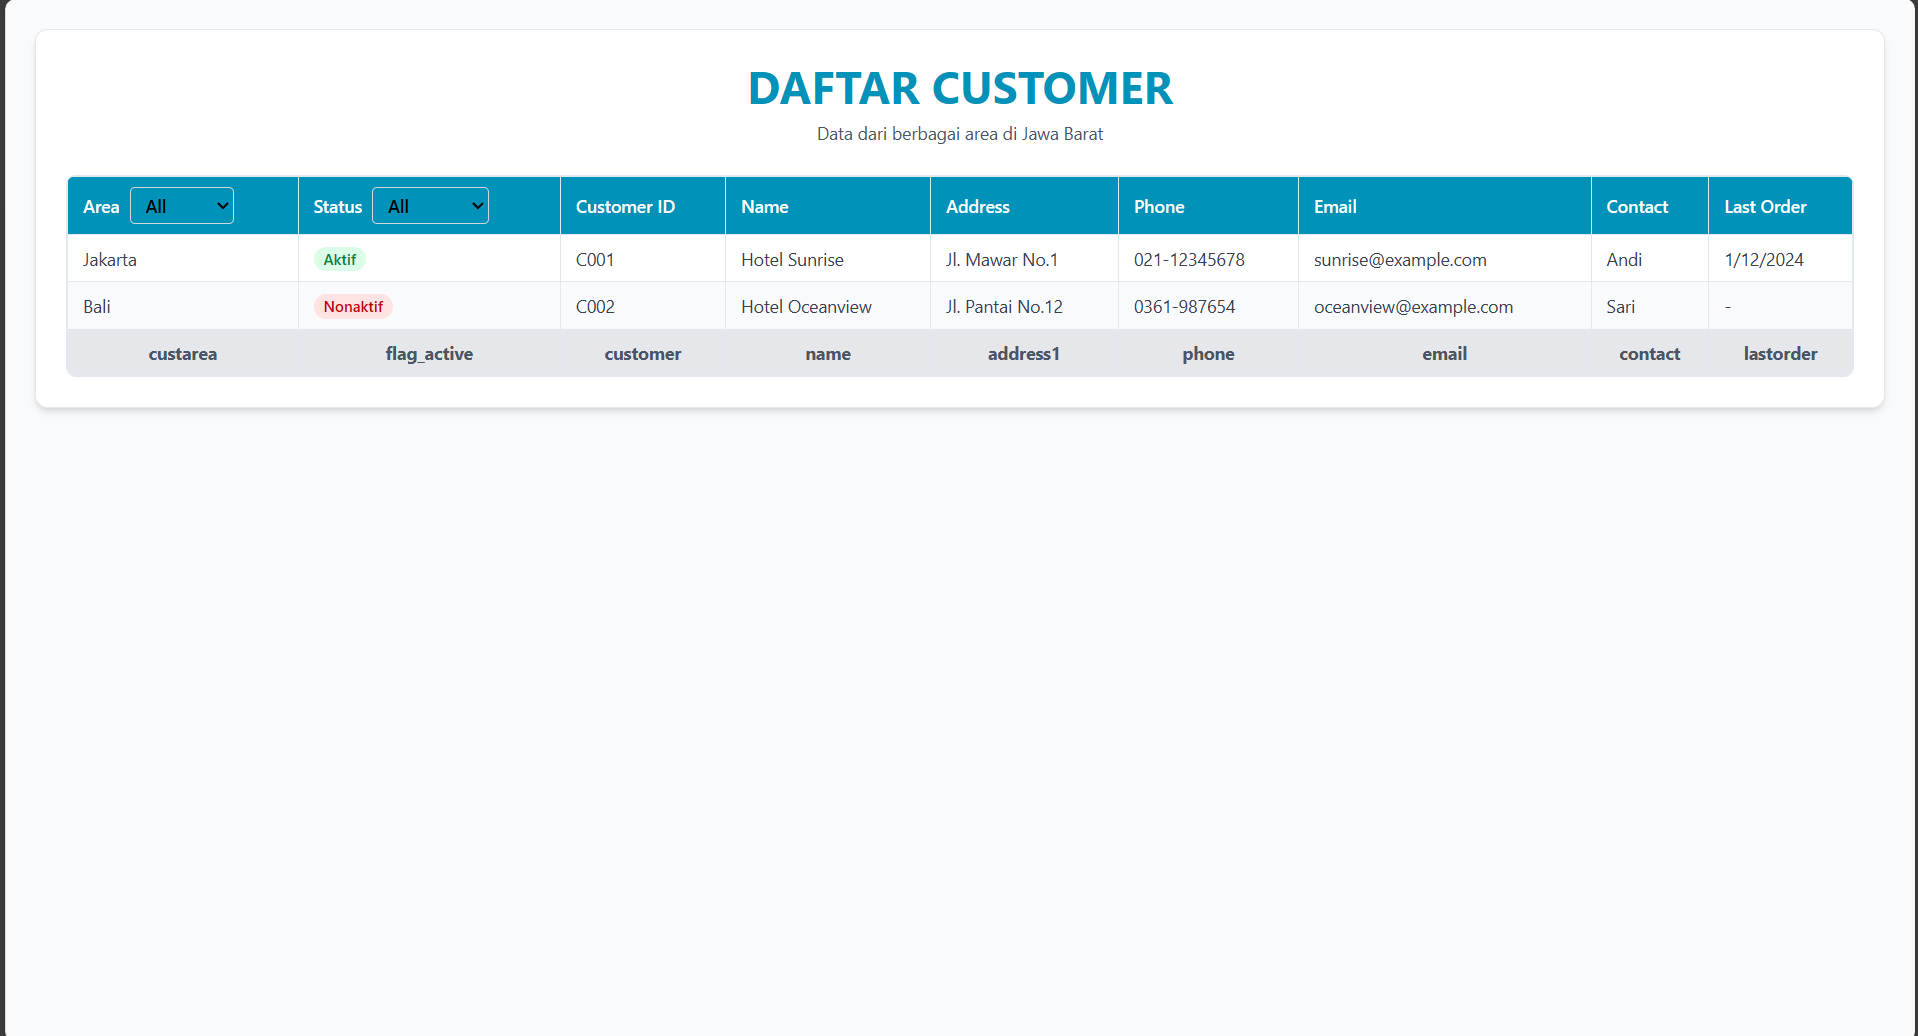 DAFTAR CUSTOMER
Data dari berbagai area di Jawa Barat
Area All Status All Customer ID Name Address Phone Email Contact Last Order
Jakarta Aktif C001 Hotel Sunrise Jl. Mawar No.1 021-12345678 sunrise@example.com Andi 1/12/2024
Bali Nonaktif C002 Hotel Oceanview Jl. Pantai No.12 0361-987654 oceanview@example.com Sari -
custarea flag_active customer name address1 phone email contact lastorder